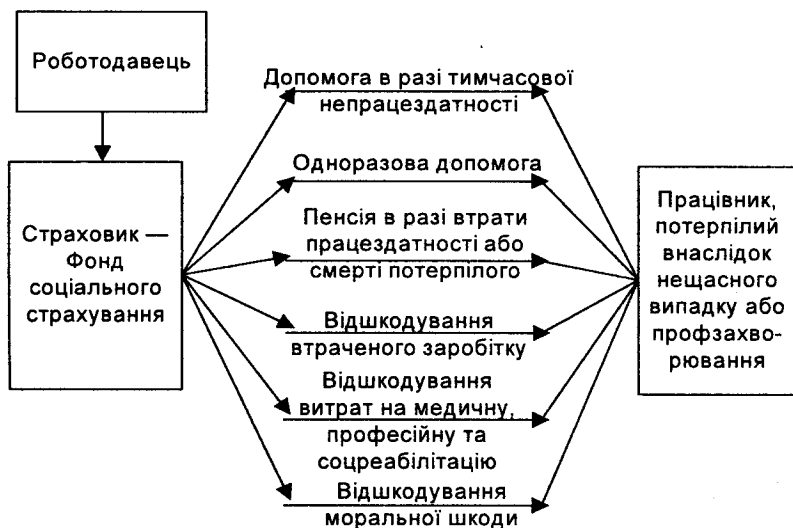 Роботодавець
Страховик —
Фонд
соціального
страхування
Допомога в разі тимчасової
непрацездатності
Одноразова допомога
Пенсія в разі втрати
працездатності або
смерті потерпілого
Відшкодування
втраченого заробітку
Відшкодування
витрат на медичну,
професійну та
соцреабілітацію
Відшкодування
моральної шкоди
Працівник,
потерпілий
внаслідок
нещасного
випадку або
профзахво-
рювання